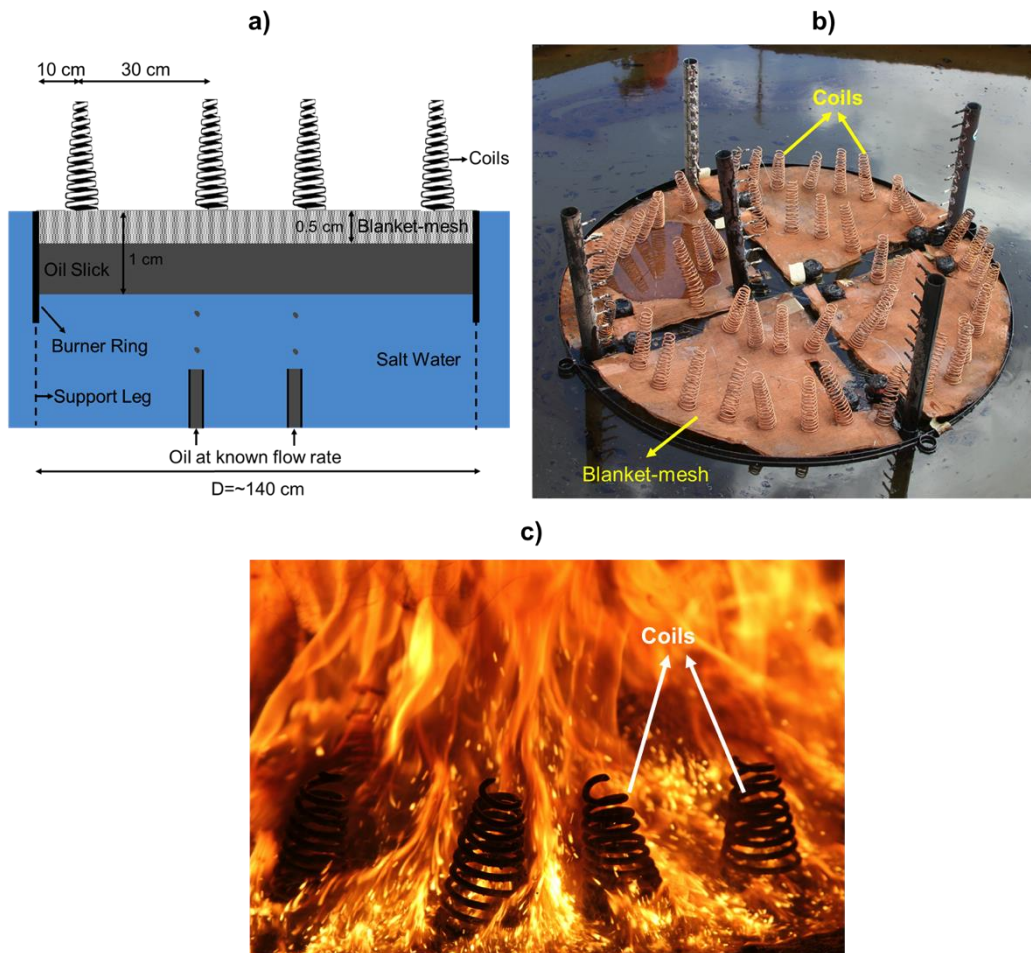 a)
10 cm
30 cm
Coils
0.5 cm
Blanket-mesh
Oil Slick
1 cm
Burner Ring
Salt Water
Support Leg
Oil at known flow rate
D=~140 cm
b)
Coils
Blanket-mesh
c)
Coils